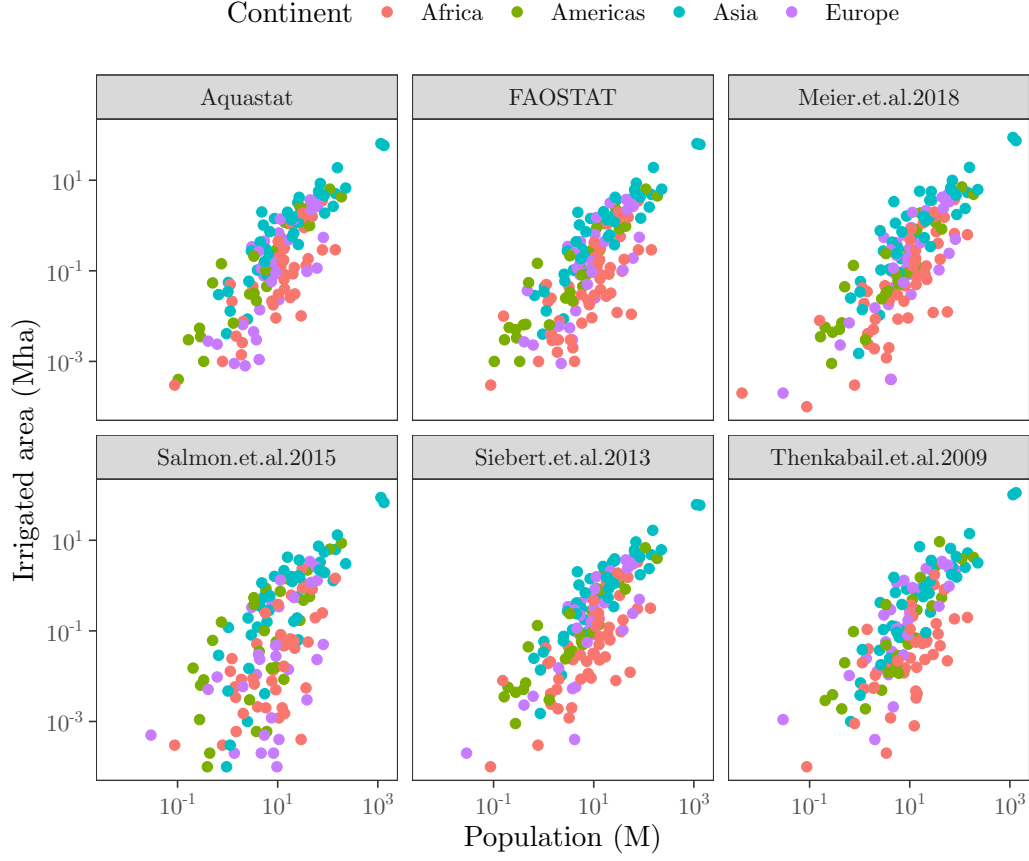 Continent Africa Americas Asia Europe
Aquastat FAOSTAT Meier.et.al.2018
10^1
10^-1
10^-3
Salmon.et.al.2015 Siebert.et.al.2013 Thenkabail.et.al.2009
10^1
10^-1
10^-3
10^-1 10^1 10^3 10^-1 10^1 10^3 10^-1 10^1 10^3
Population (M)
Irrigated area (Mha)